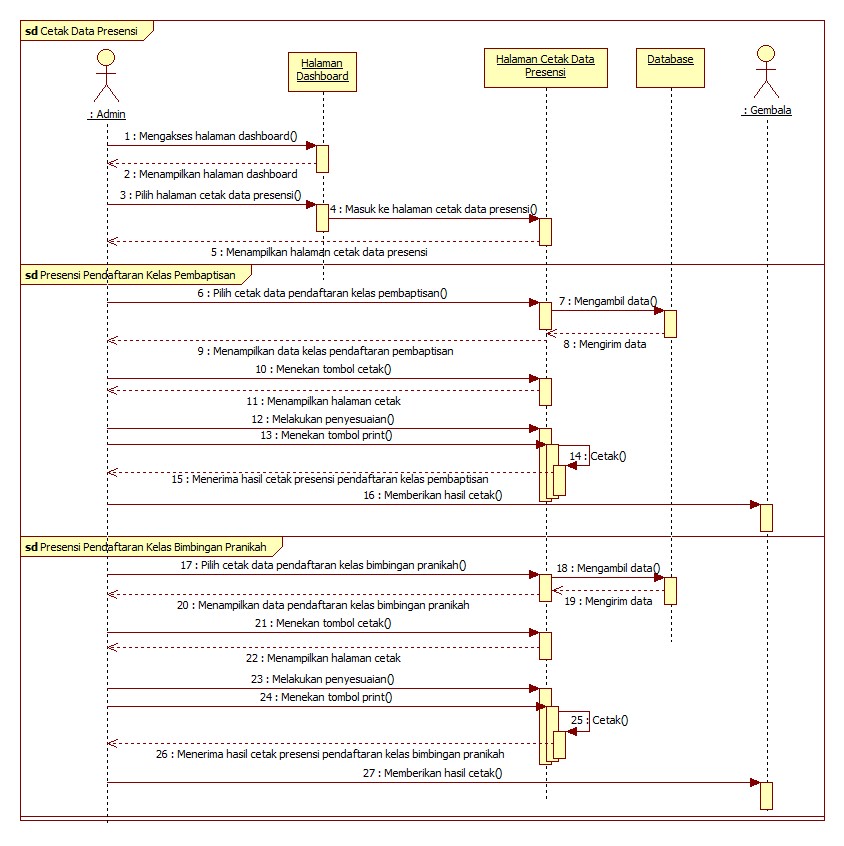 sd Cetak Data Presensi
Halaman
Dashboard
Halaman Cetak Data
Presensi
Database
: Admin
: Gembala
1 : Mengakses halaman dashboard()
2 : Menampilkan halaman dashboard
3 : Pilih halaman cetak data presensi()
4 : Masuk ke halaman cetak data presensi()
5 : Menampilkan halaman cetak data presensi
sd Presensi Pendaftaran Kelas Pembaptisan
6 : Pilih cetak data pendaftaran kelas pembaptisan()
7 : Mengambil data()
8 : Mengirim data
9 : Menampilkan data kelas pendaftaran pembaptisan
10 : Menekan tombol cetak()
11 : Menampilkan halaman cetak
12 : Melakukan penyesuaian()
13 : Menekan tombol print()
14 : Cetak()
15 : Menerima hasil cetak presensi pendaftaran kelas pembaptisan
16 : Memberikan hasil cetak()
sd Presensi Pendaftaran Kelas Bimbingan Pranikah
17 : Pilih cetak data pendaftaran kelas bimbingan pranikah()
18 : Mengambil data()
19 : Mengirim data
20 : Menampilkan data pendaftaran kelas bimbingan pranikah
21 : Menekan tombol cetak()
22 : Menampilkan halaman cetak
23 : Melakukan penyesuaian()
24 : Menekan tombol print()
25 : Cetak()
26 : Menerima hasil cetak presensi pendaftaran kelas bimbingan pranikah
27 : Memberikan hasil cetak()